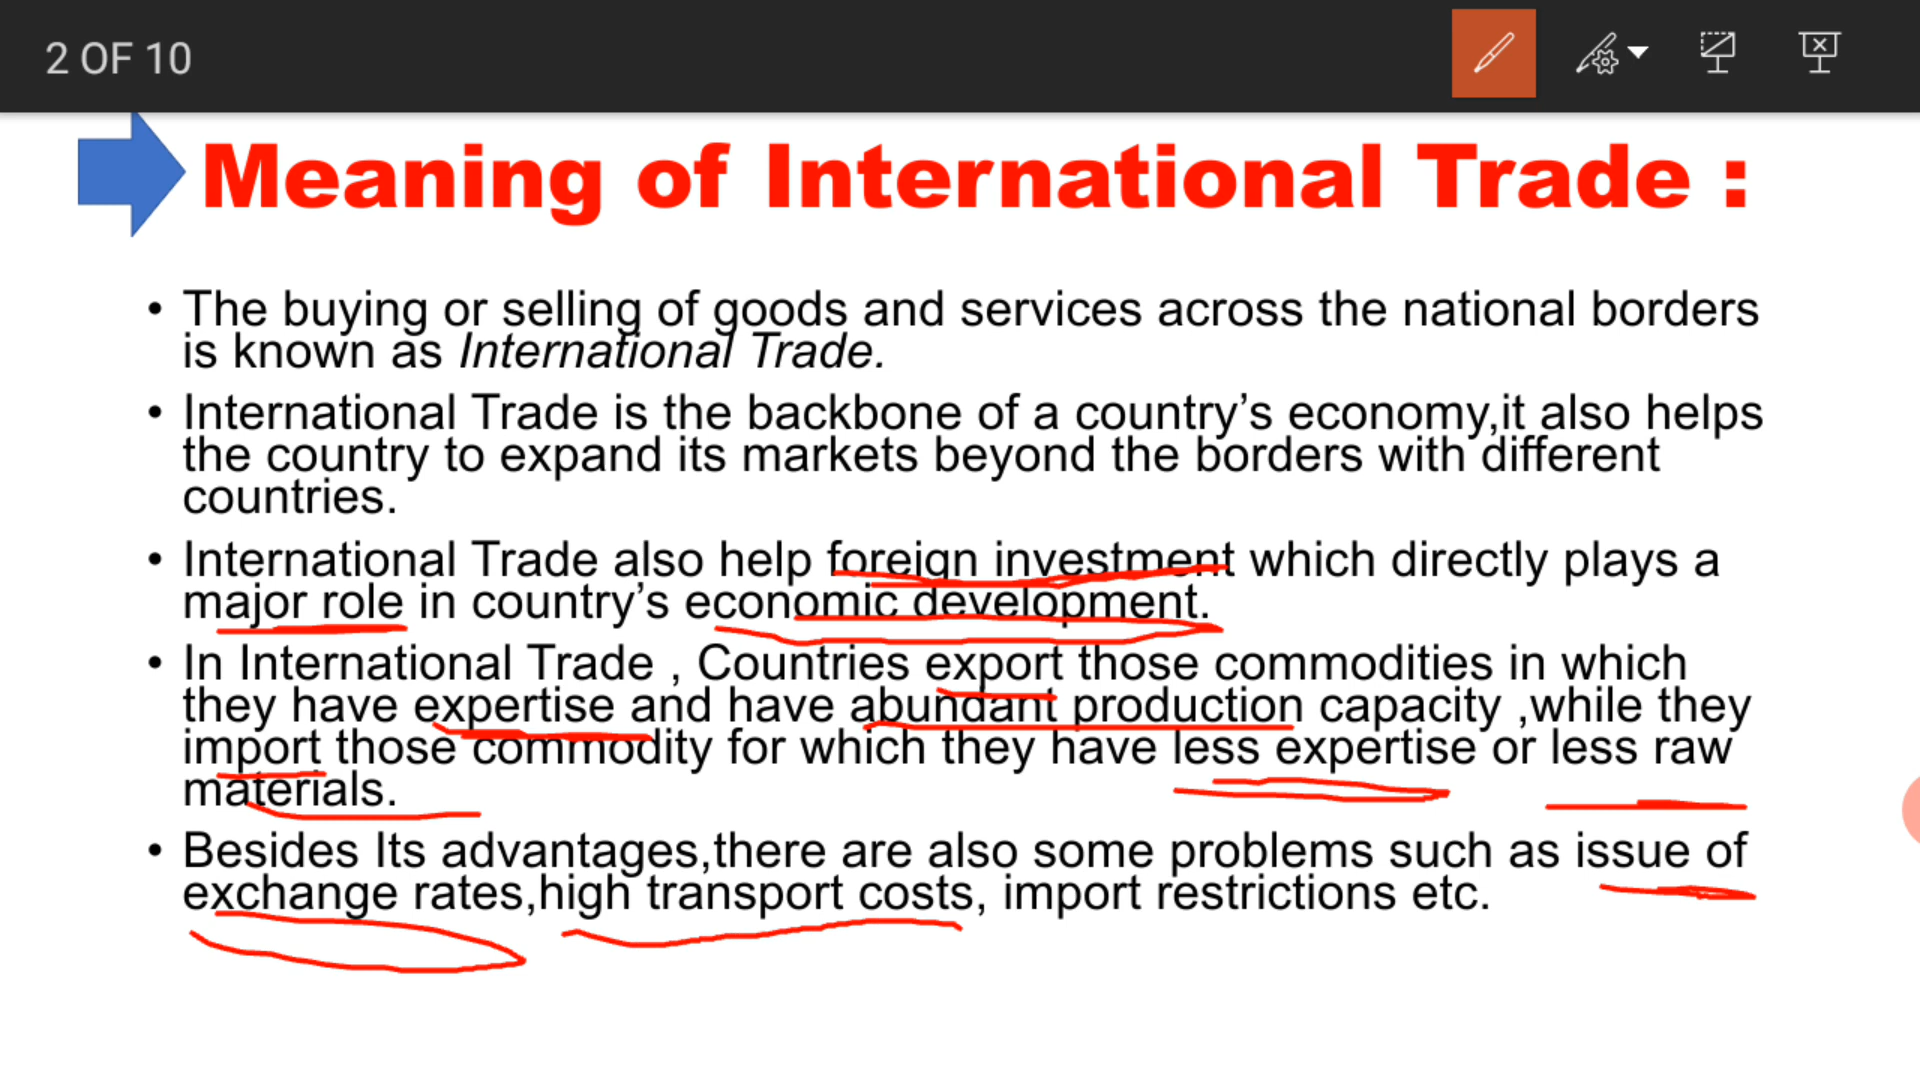 2 OF 10
Meaning of International Trade :
• The buying or selling of goods and services across the national borders
is known as International Trade.
• International Trade is the backbone of a country’s economy,it also helps
the country to expand its markets beyond the borders with different
countries.
• International Trade also help foreign investment which directly plays a
major role in country’s economic development.
• In International Trade , Countries export those commodities in which
they have expertise and have abundant production capacity ,while they
import those commodity for which they have less expertise or less raw
materials.
• Besides Its advantages,there are also some problems such as issue of
exchange rates,high transport costs, import restrictions etc.